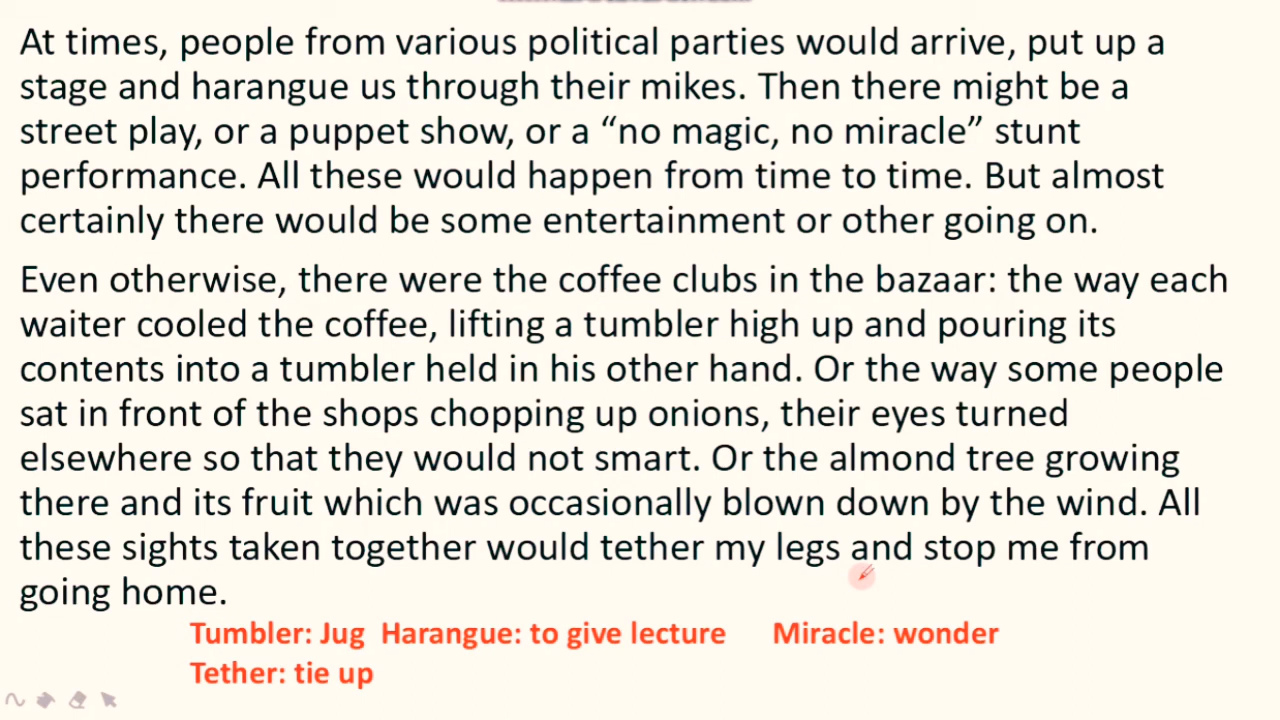 At times, people from various political parties would arrive, put up a
stage and harangue us through their mikes. Then there might be a
street play, or a puppet show, or a “no magic, no miracle” stunt
performance. All these would happen from time to time. But almost
certainly there would be some entertainment or other going on.
Even otherwise, there were the coffee clubs in the bazaar: the way each
waiter cooled the coffee, lifting a tumbler high up and pouring its
contents into a tumbler held in his other hand. Or the way some people
sat in front of the shops chopping up onions, their eyes turned
elsewhere so that they would not smart. Or the almond tree growing
there and its fruit which was occasionally blown down by the wind. All
these sights taken together would tether my legs and stop me from
going home.
Tumbler: Jug Harangue: to give lecture Miracle: wonder
Tether: tie up